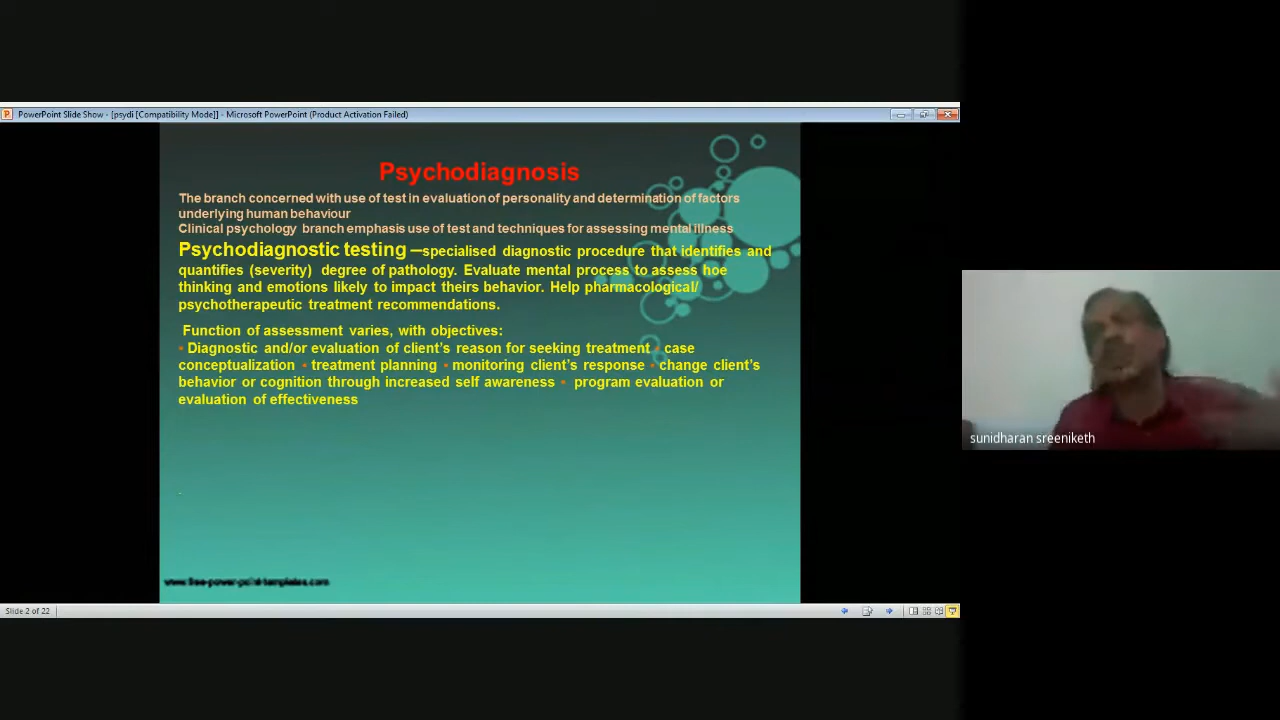 PowerPoint Slide Show - [psydi [Compatibility Mode]] - Microsoft PowerPoint (Product Activation Failed)
Psychodiagnosis
The branch concerned with use of test in evaluation of personality and determination of factors
underlying human behaviour
Clinical psychology branch emphasis use of test and techniques for assessing mental illness
Psychodiagnostic testing –specialised diagnostic procedure that identifies and
quantifies (severity) degree of pathology. Evaluate mental process to assess hoe
thinking and emotions likely to impact theirs behavior. Help pharmacological/
psychotherapeutic treatment recommendations.
Function of assessment varies, with objectives:
• Diagnostic and/or evaluation of client’s reason for seeking treatment • case
conceptualization • treatment planning • monitoring client’s response • change client’s
behavior or cognition through increased self awareness • program evaluation or
evaluation of effectiveness
.
www.free-power-point-templates.com
Slide 2 of 22
sunidharan sreeniketh